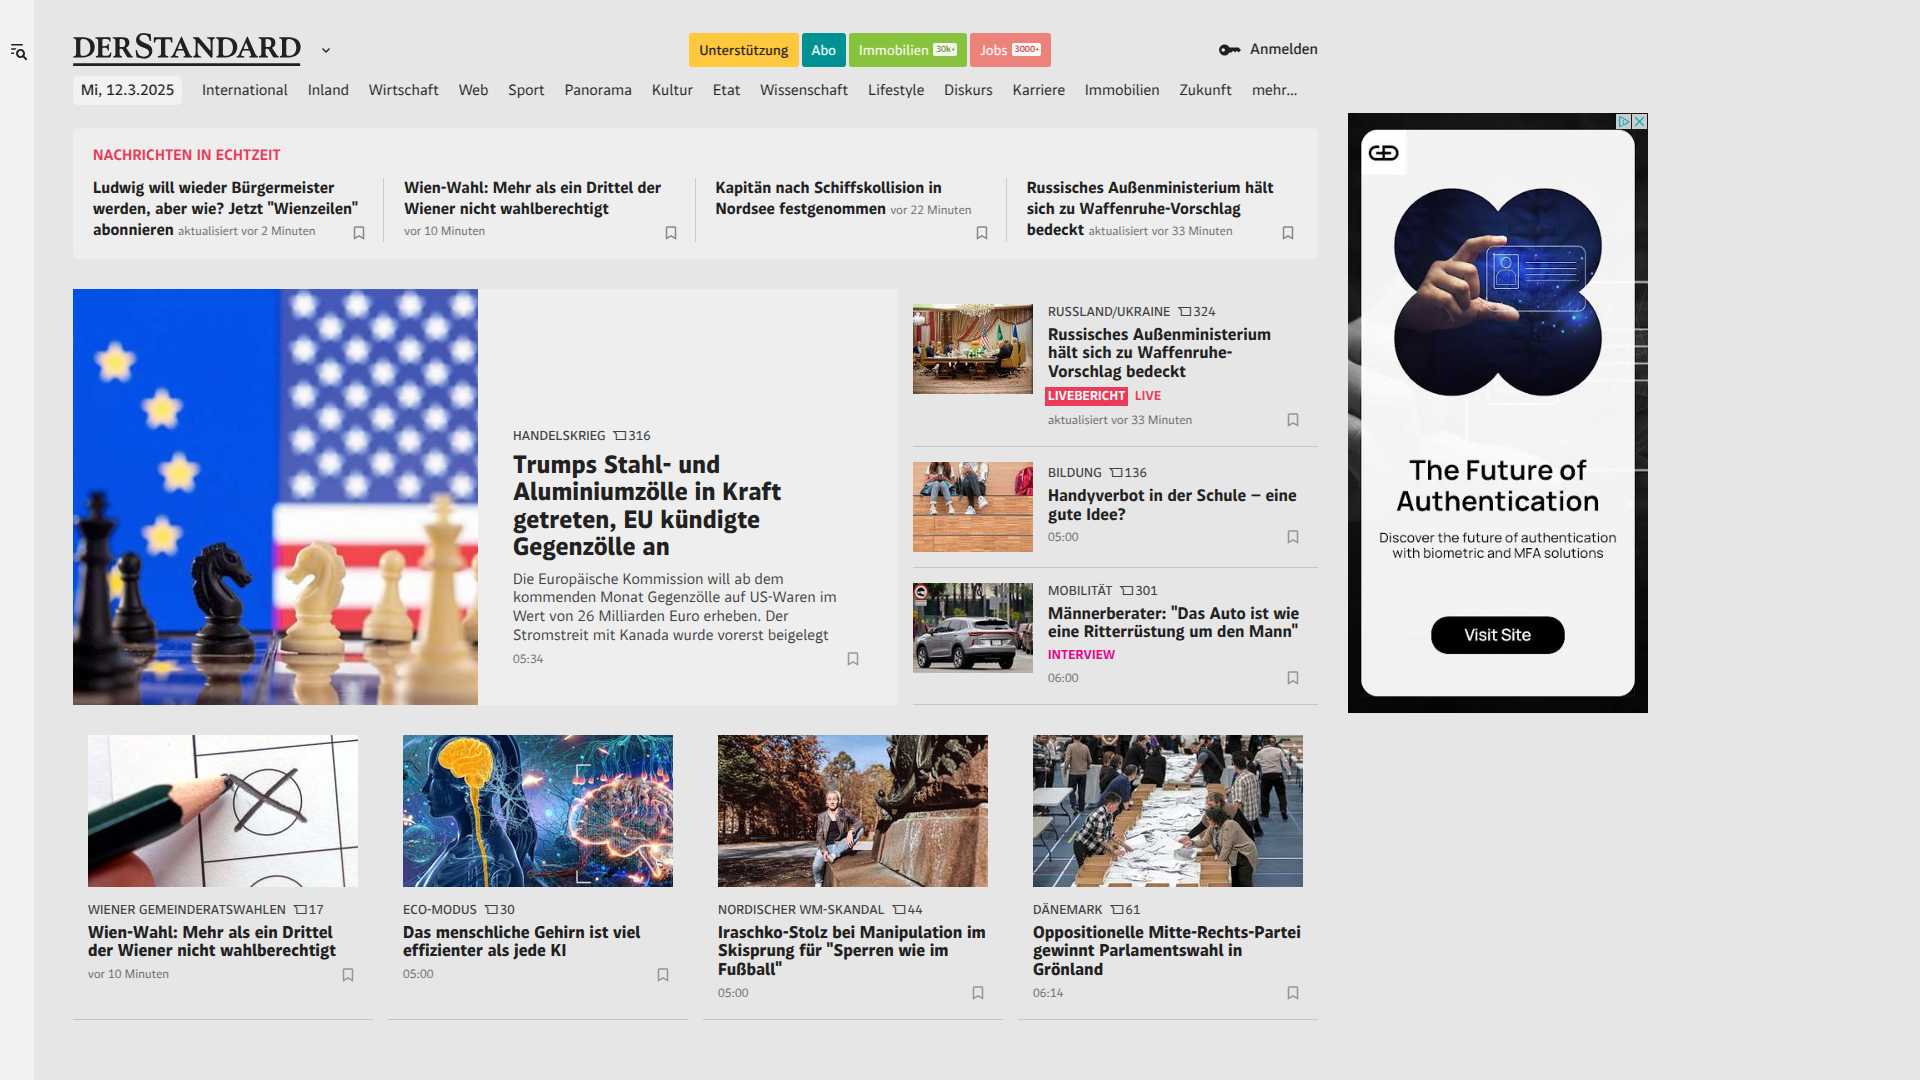 DERSTANDARD
Unterstützung
Abo
Immobilien 30k+
Jobs 3000+
Anmelden
Mi, 12.3.2025
International
Inland
Wirtschaft
Web
Sport
Panorama
Kultur
Etat
Wissenschaft
Lifestyle
Diskurs
Karriere
Immobilien
Zukunft
mehr...
NACHRICHTEN IN ECHTZEIT
Ludwig will wieder Bürgermeister
werden, aber wie? Jetzt "Wienzeilen"
abonnieren aktualisiert vor 2 Minuten
Wien-Wahl: Mehr als ein Drittel der
Wiener nicht wahlberechtigt
vor 10 Minuten
Kapitän nach Schiffskollision in
Nordsee festgenommen vor 22 Minuten
Russisches Außenministerium hält
sich zu Waffenruhe-Vorschlag
bedeckt aktualisiert vor 33 Minuten
HANDELSKRIEG 316
Trumps Stahl- und
Aluminiumzölle in Kraft
getreten, EU kündigte
Gegenzölle an
Die Europäische Kommission will ab dem
kommenden Monat Gegenzölle auf US-Waren im
Wert von 26 Milliarden Euro erheben. Der
Stromstreit mit Kanada wurde vorerst beigelegt
05:34
RUSSLAND/UKRAINE 324
Russisches Außenministerium
hält sich zu Waffenruhe-
Vorschlag bedeckt
LIVEBERICHT LIVE
aktualisiert vor 33 Minuten
BILDUNG 136
Handyverbot in der Schule – eine
gute Idee?
05:00
MOBILITÄT 301
Männerberater: "Das Auto ist wie
eine Ritterrüstung um den Mann"
INTERVIEW
06:00
The Future of
Authentication
Discover the future of authentication
with biometric and MFA solutions
Visit Site
WIENER GEMEINDERATSWAHLEN 17
Wien-Wahl: Mehr als ein Drittel
der Wiener nicht wahlberechtigt
vor 10 Minuten
ECO-MODUS 30
Das menschliche Gehirn ist viel
effizienter als jede KI
05:00
NORDISCHER WM-SKANDAL 44
Iraschko-Stolz bei Manipulation im
Skisprung für "Sperren wie im
Fußball"
05:00
DÄNEMARK 61
Oppositionelle Mitte-Rechts-Partei
gewinnt Parlamentswahl in
Grönland
06:14